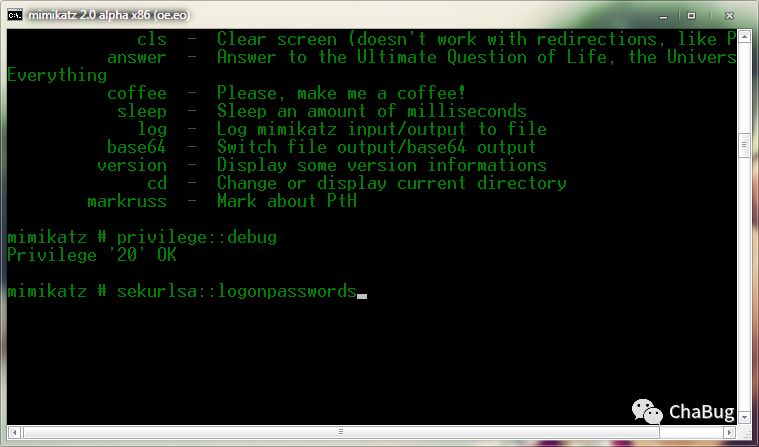 mimikatz 2.0 alpha x86 (oe.eo)
cls - Clear screen (doesn't work with redirections, like P
answer - Answer to the Ultimate Question of Life, the Univers
Everything
coffee - Please, make me a coffee!
sleep - Sleep an amount of milliseconds
log - Log mimikatz input/output to file
base64 - Switch file output/base64 output
version - Display some version informations
cd - Change or display current directory
markruss - Mark about PtH
mimikatz # privilege::debug
Privilege '20' OK
mimikatz # sekurlsa::logonpasswords
ChaBug